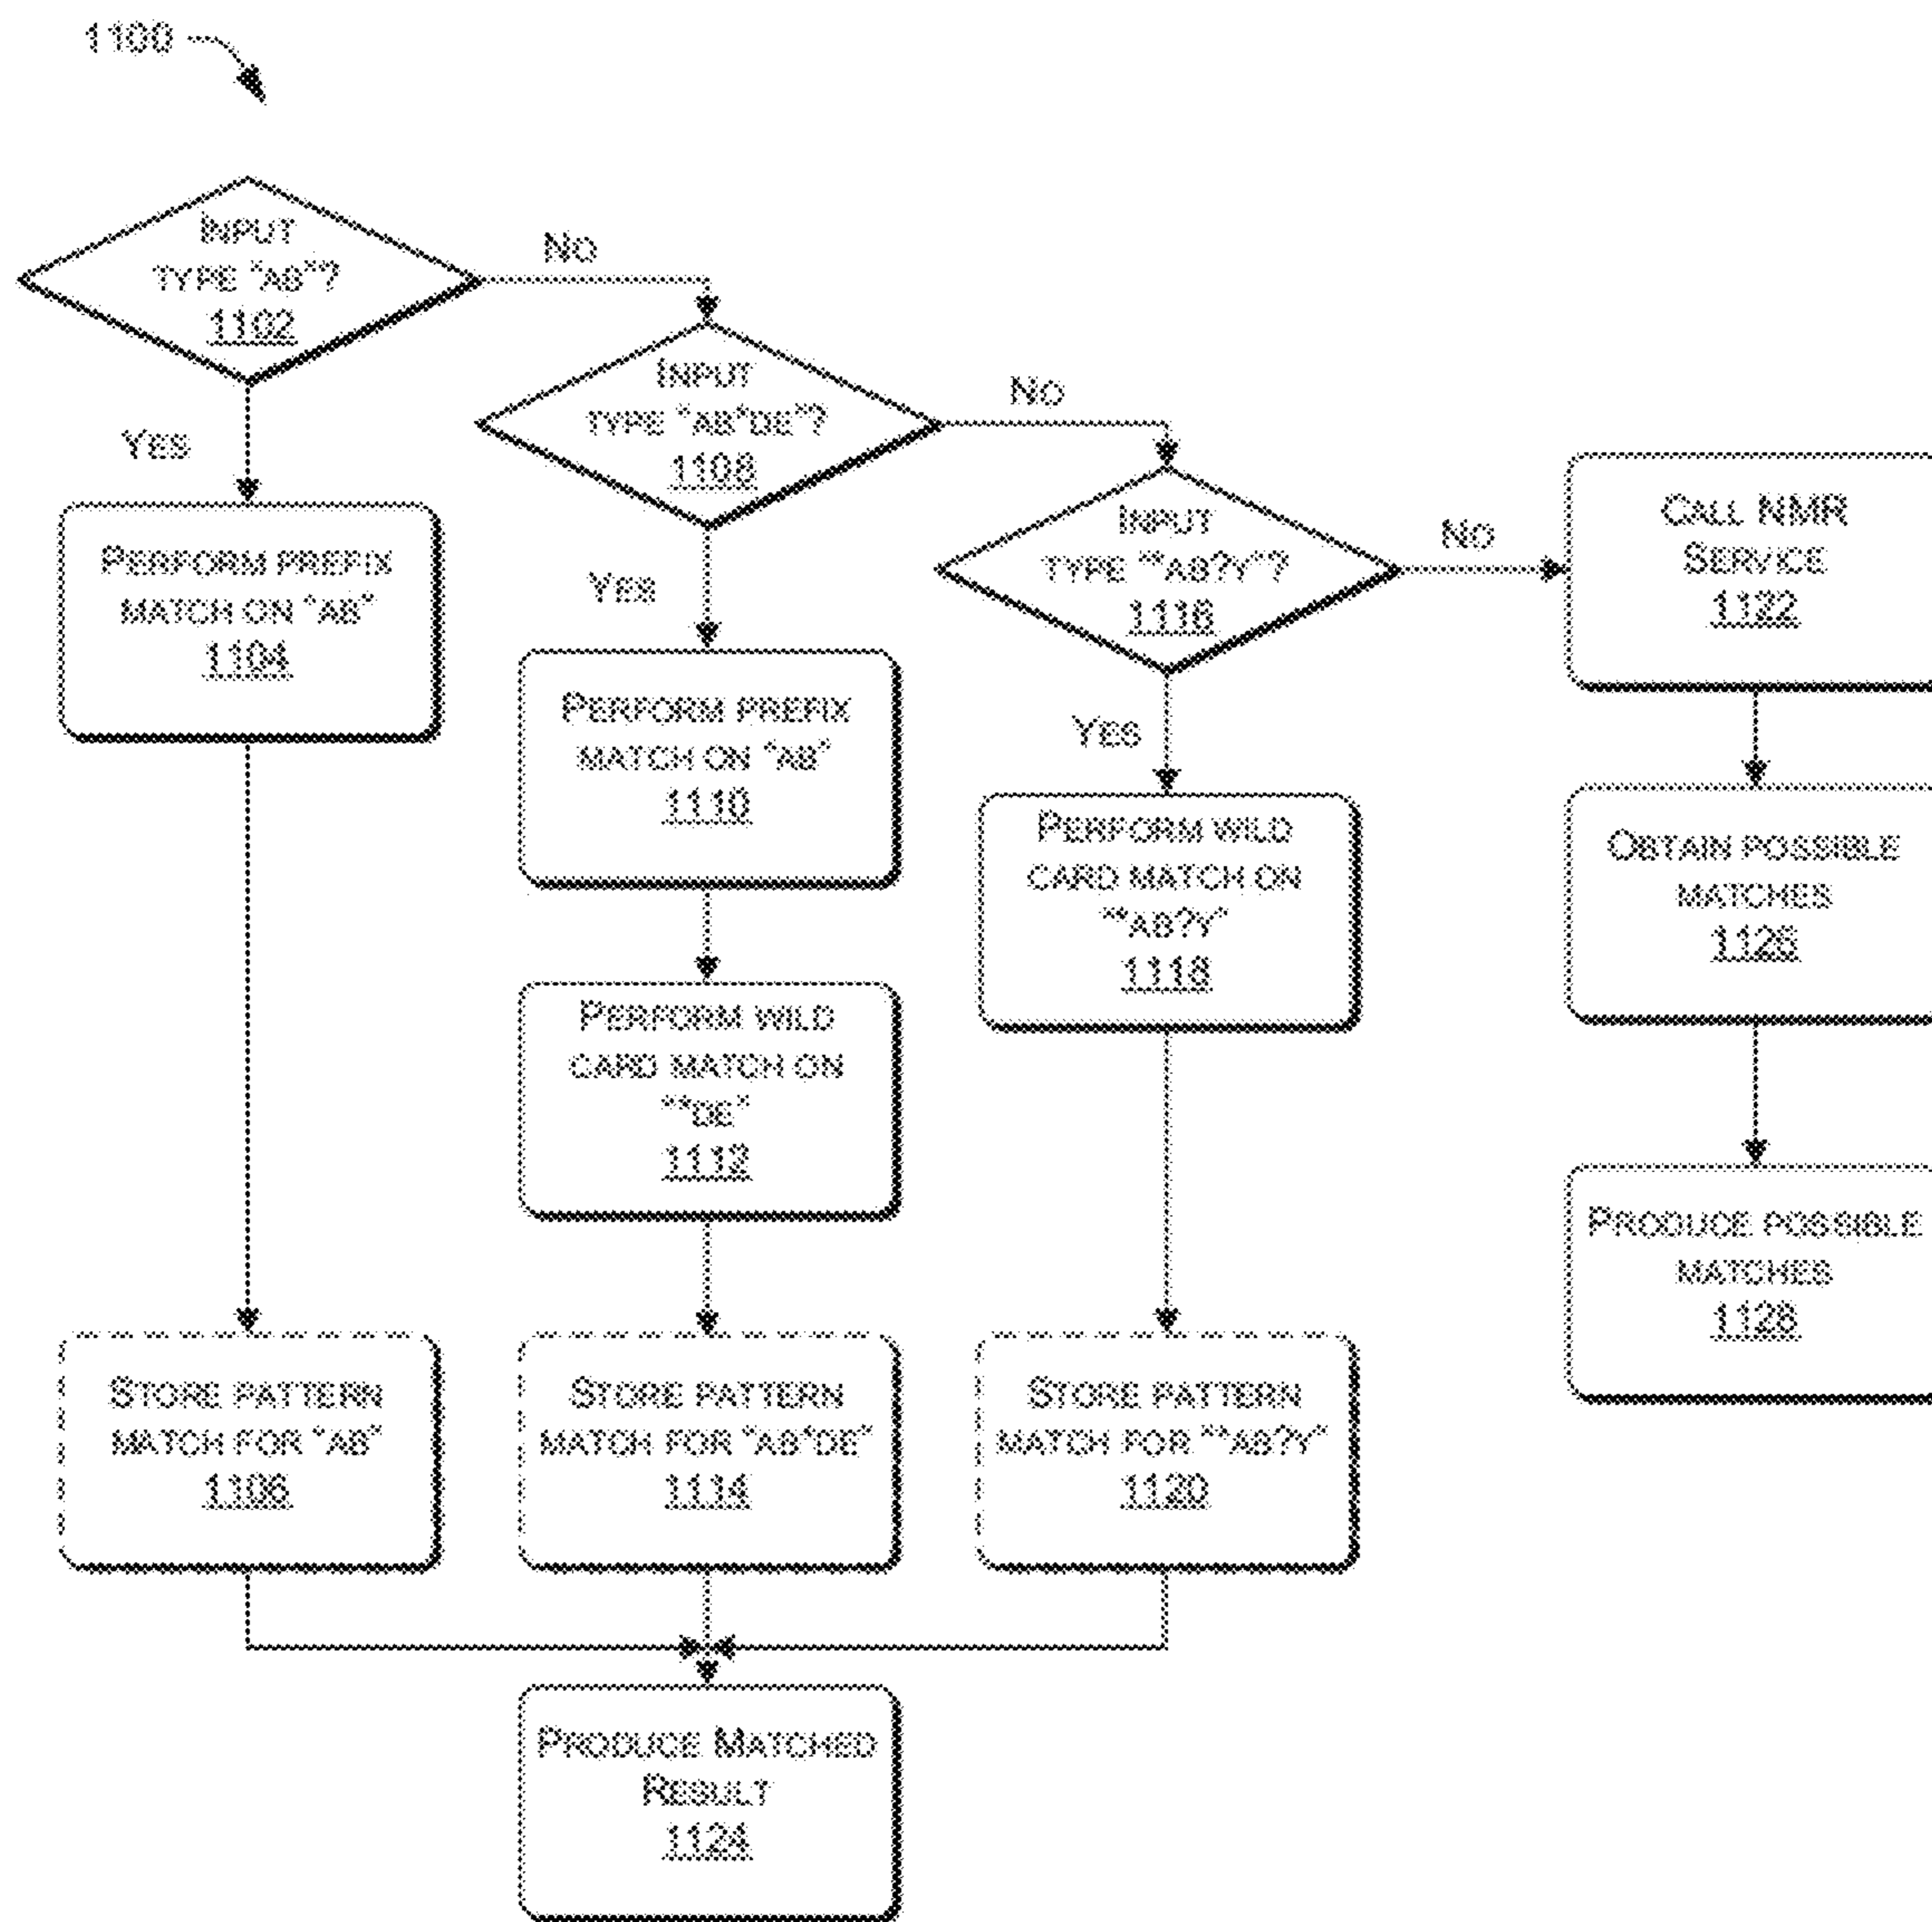 1100
INPUT
TYPE "AB"?
1102
NO
INPUT
TYPE "AB*DE"?
1108
NO
INPUT
TYPE "*AB?Y"?
1116
NO
CALL NMR
SERVICE
1122
YES
PERFORM PREFIX
MATCH ON "AB"
1104
YES
PERFORM PREFIX
MATCH ON "AB"
1110
YES
PERFORM WILD
CARD MATCH ON
"*AB?Y"
1118
OBTAIN POSSIBLE
MATCHES
1126
PERFORM WILD
CARD MATCH ON
"*DE"
1112
PRODUCE POSSIBLE
MATCHES
1128
STORE PATTERN
MATCH FOR "AB"
1106
STORE PATTERN
MATCH FOR "AB*DE"
1114
STORE PATTERN
MATCH FOR "*AB?Y"
1120
PRODUCE MATCHED
RESULT
1124